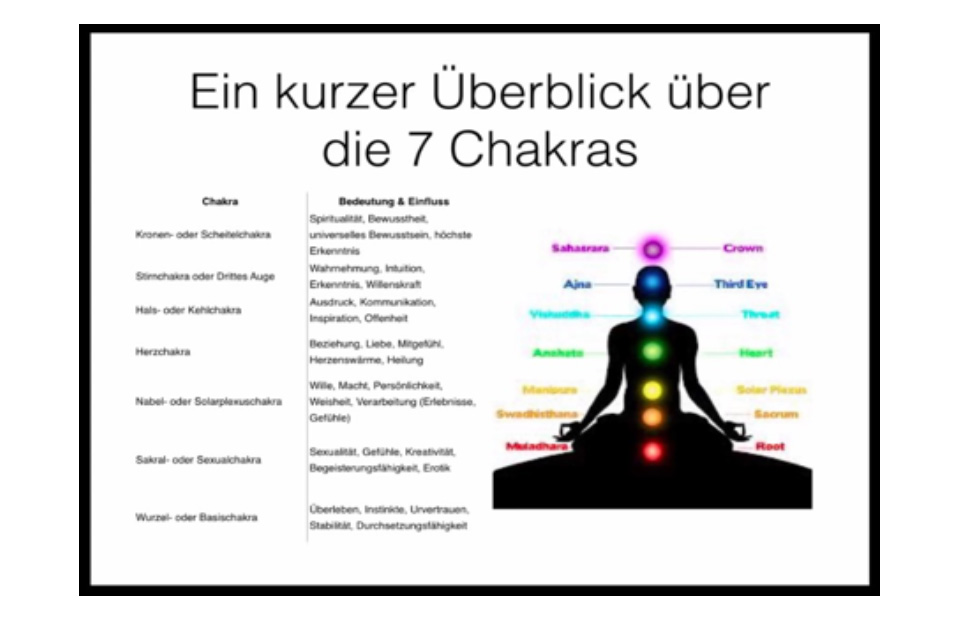 Ein kurzer Überblick über
die 7 Chakras
Chakra
Bedeutung & Einfluss
Kronen- oder Scheitelchakra
Spiritualität, Bewusstheit,
universelles Bewusstsein, höchste
Erkenntnis
Stirnchakra oder Drittes Auge
Wahrnehmung, Intuition,
Erkenntnis, Willenskraft
Hals- oder Kehlchakra
Ausdruck, Kommunikation,
Inspiration, Offenheit
Herzchakra
Beziehung, Liebe, Mitgefühl,
Herzenswärme, Heilung
Nabel- oder Solarplexuschakra
Wille, Macht, Persönlichkeit,
Weisheit, Verarbeitung (Erlebnisse,
Gefühle)
Sakral- oder Sexualchakra
Sexualität, Gefühle, Kreativität,
Begeisterungsfähigkeit, Erotik
Wurzel- oder Basischakra
Überleben, Instinkte, Urvertrauen,
Stabilität, Durchsetzungsfähigkeit
Sahasrara
Crown
Ajna
Third Eye
Vishuddha
Throat
Anahata
Heart
Manipura
Solar Plexus
Swadhisthana
Sacrum
Muladhara
Root